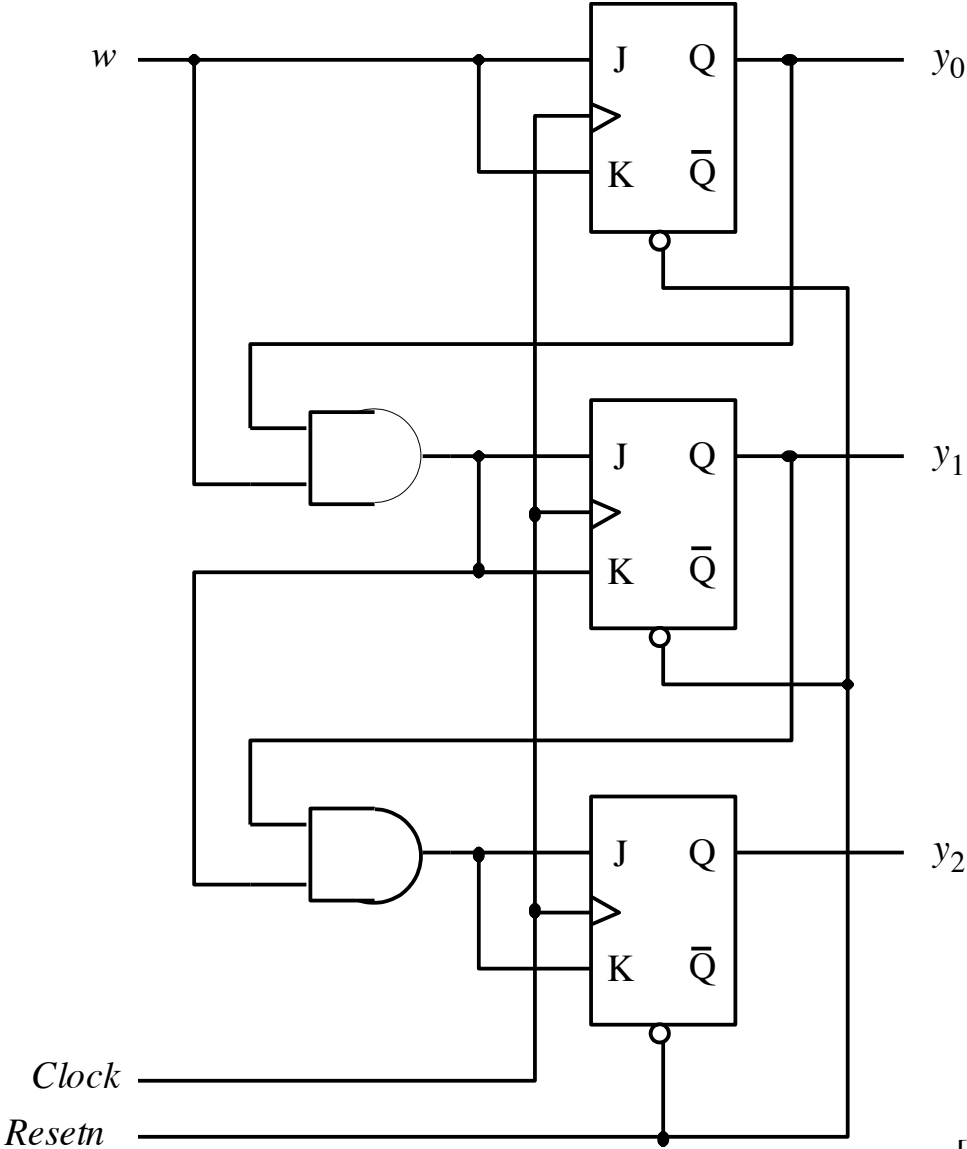 w J Q y₀
K Q̅
J Q y₁
K Q̅
J Q y₂
K Q̅
Clock
Resetn